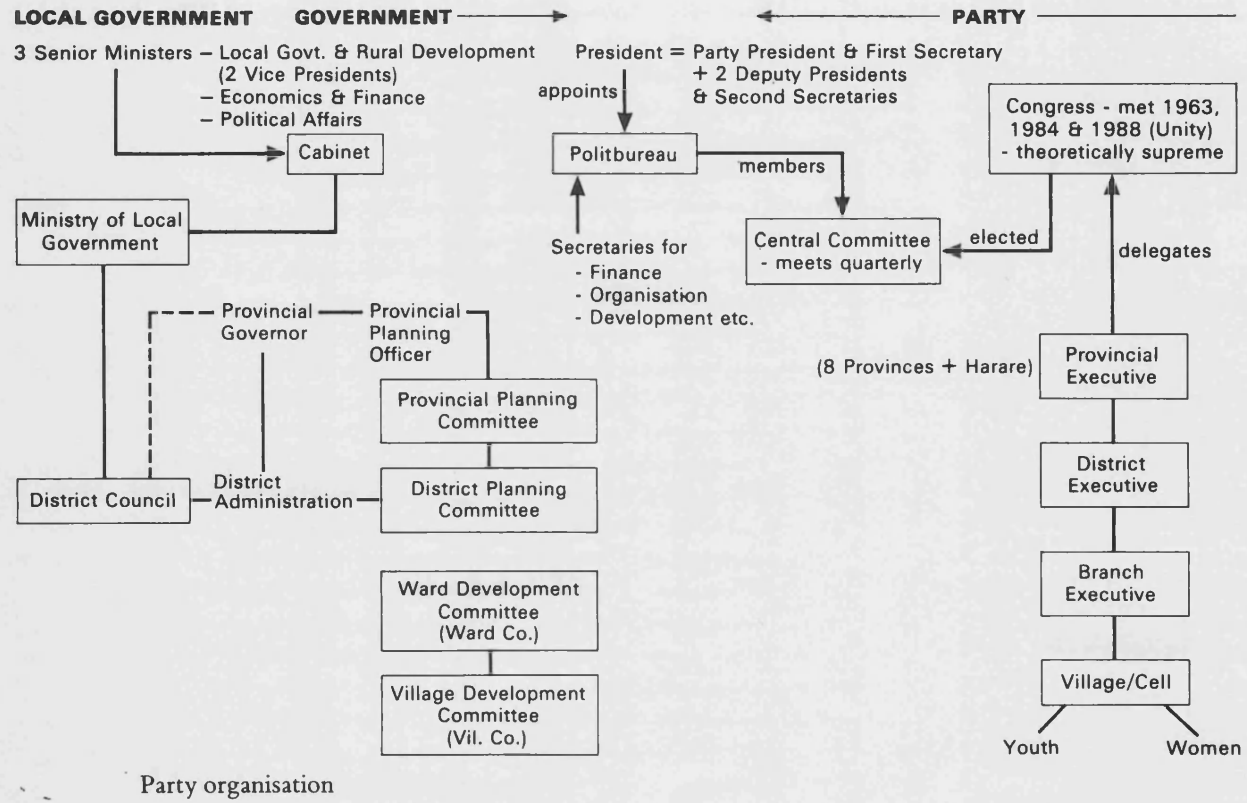 LOCAL GOVERNMENT GOVERNMENT PARTY
3 Senior Ministers – Local Govt. & Rural Development
(2 Vice Presidents)
– Economics & Finance
– Political Affairs
Cabinet
Ministry of Local
Government
Provincial
Governor
Provincial
Planning
Officer
Provincial Planning
Committee
District Council
District
Administration
District Planning
Committee
Ward Development
Committee
(Ward Co.)
Village Development
Committee
(Vil. Co.)
President = Party President & First Secretary
+ 2 Deputy Presidents
& Second Secretaries
appoints
Politbureau
members
Secretaries for
- Finance
- Organisation
- Development etc.
Central Committee
- meets quarterly
elected
Congress - met 1963,
1984 & 1988 (Unity)
- theoretically supreme
delegates
(8 Provinces + Harare)
Provincial
Executive
District
Executive
Branch
Executive
Village/Cell
Youth
Women
Party organisation